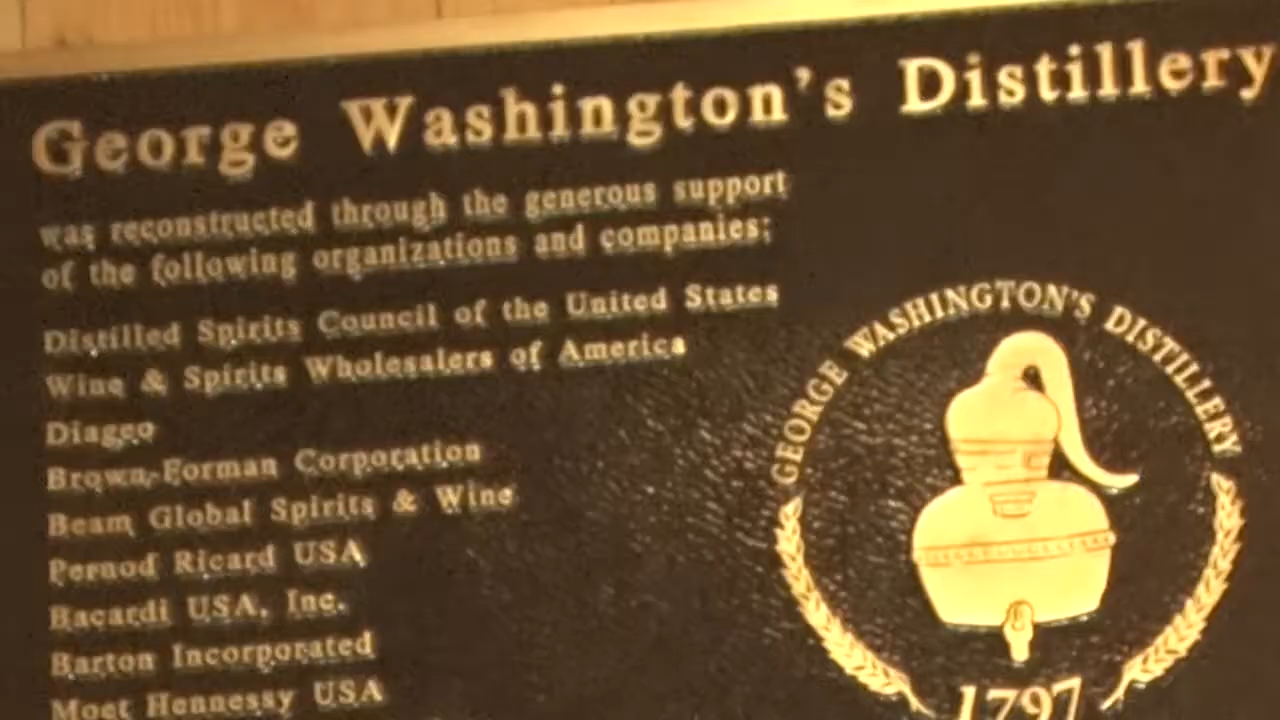 George Washington's Distillery
was reconstructed through the generous support
of the following organizations and companies:
Distilled Spirits Council of the United States
Wine & Spirits Wholesalers of America
Diageo
Brown-Forman Corporation
Beam Global Spirits & Wine
Pernod Ricard USA
Bacardi USA, Inc.
Barton Incorporated
Moet Hennessy USA
GEORGE WASHINGTON'S DISTILLERY
1797